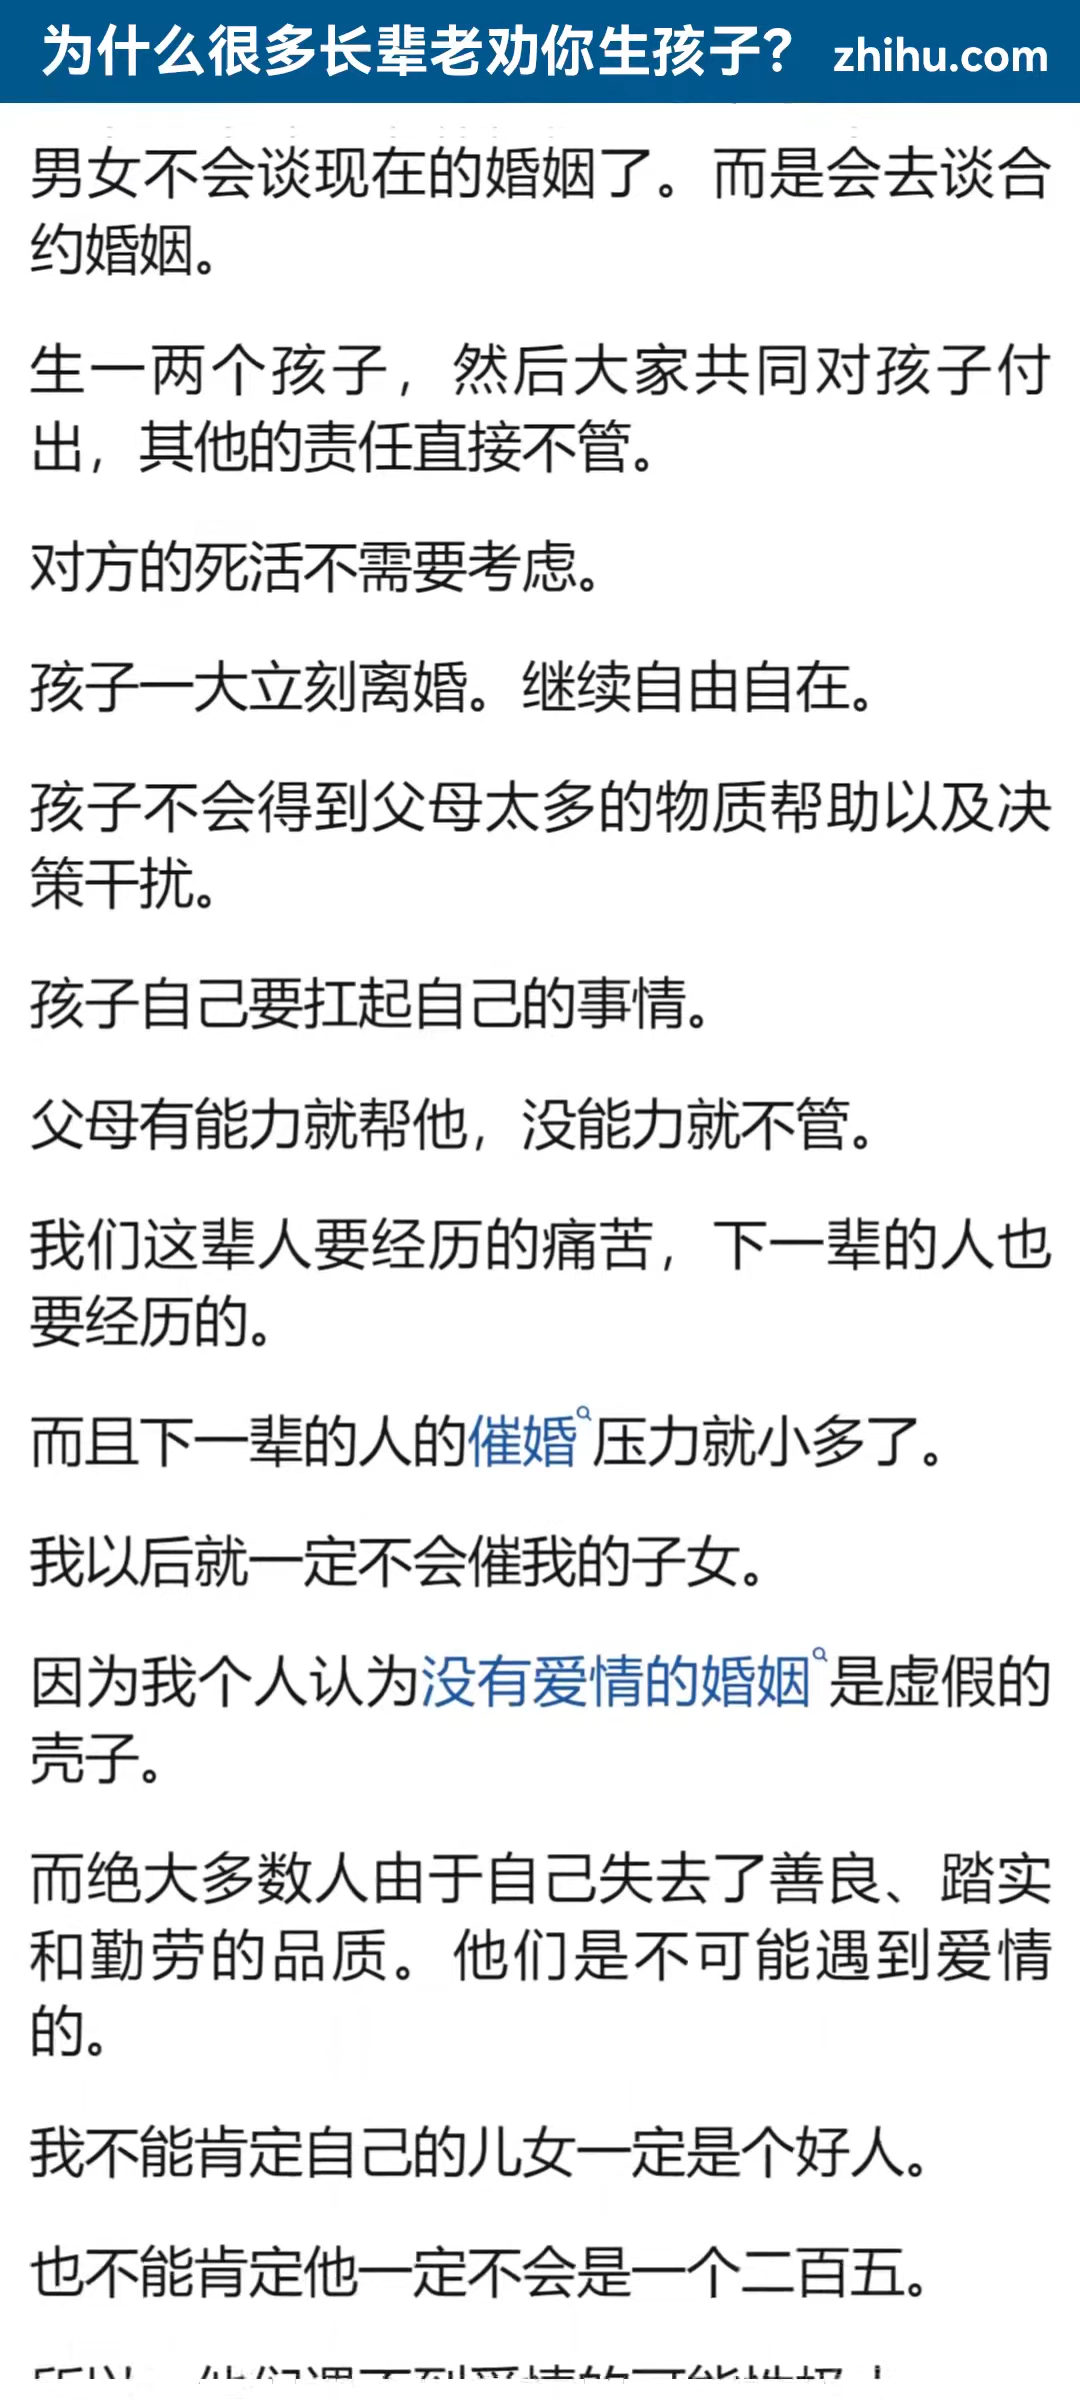 为什么很多长辈老劝你生孩子? zhihu.com
男女不会谈现在的婚姻了。而是会去谈合
约婚姻。
生一两个孩子，然后大家共同对孩子付
出，其他的责任直接不管。
对方的死活不需要考虑。
孩子一大立刻离婚。继续自由自在。
孩子不会得到父母太多的物质帮助以及决
策干扰。
孩子自己要扛起自己的事情。
父母有能力就帮他，没能力就不管。
我们这辈人要经历的痛苦，下一辈的人也
要经历的。
而且下一辈的人的催婚压力就小多了。
我以后就一定不会催我的子女。
因为我个人认为没有爱情的婚姻是虚假的
壳子。
而绝大多数人由于自己失去了善良、踏实
和勤劳的品质。他们是不可能遇到爱情
的。
我不能肯定自己的儿女一定是个好人。
也不能肯定他一定不会是一个二百五。